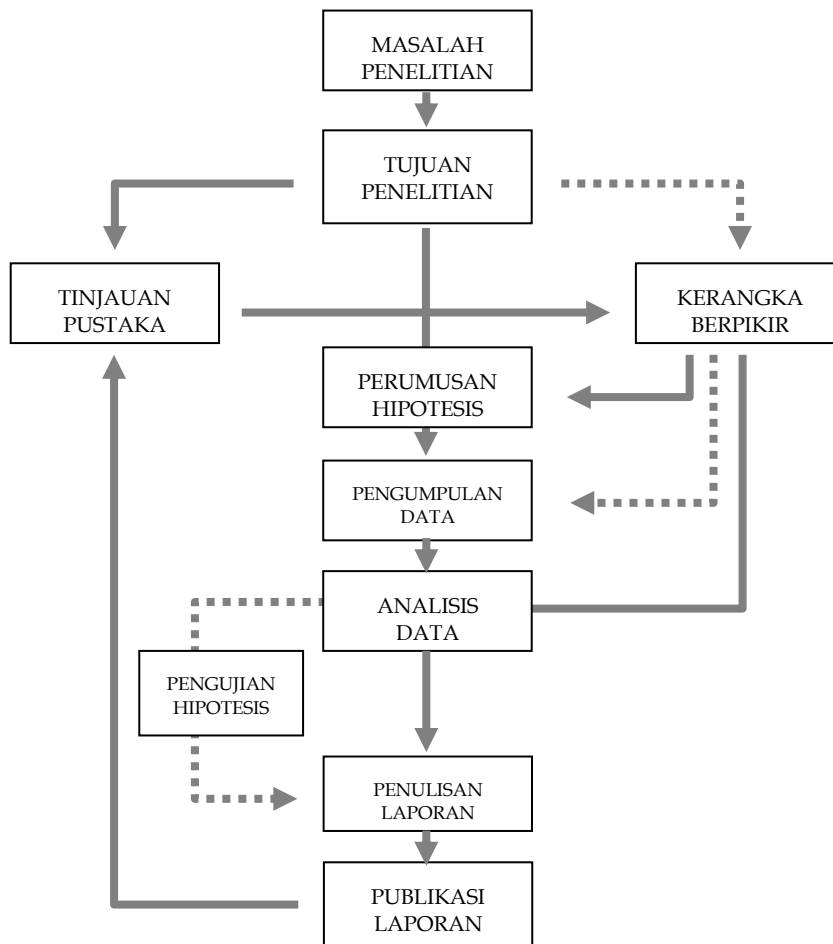 MASALAH
PENELITIAN
TUJUAN
PENELITIAN
TINJAUAN
PUSTAKA
KERANGKA
BERPIKIR
PERUMUSAN
HIPOTESIS
PENGUMPULAN
DATA
ANALISIS
DATA
PENGUJIAN
HIPOTESIS
PENULISAN
LAPORAN
PUBLIKASI
LAPORAN